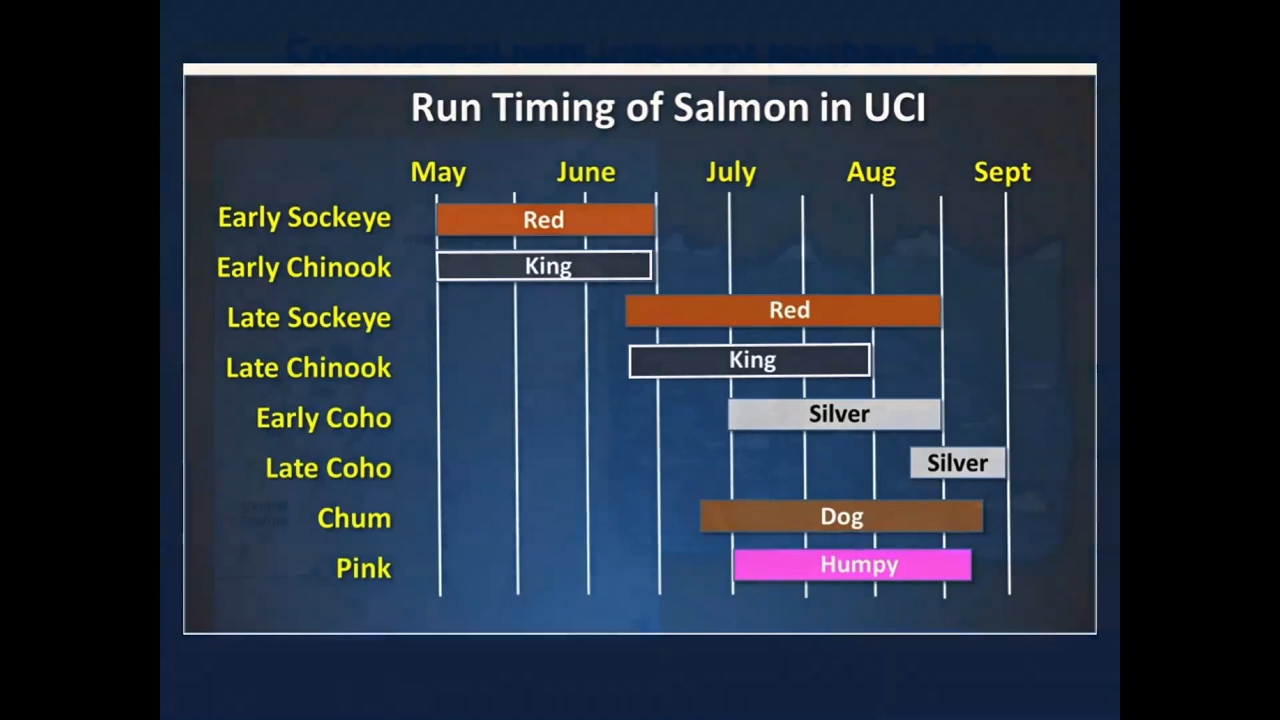 Run Timing of Salmon in UCI
May June July Aug Sept
Early Sockeye Red
Early Chinook King
Late Sockeye Red
Late Chinook King
Early Coho Silver
Late Coho Silver
Chum Dog
Pink Humpy